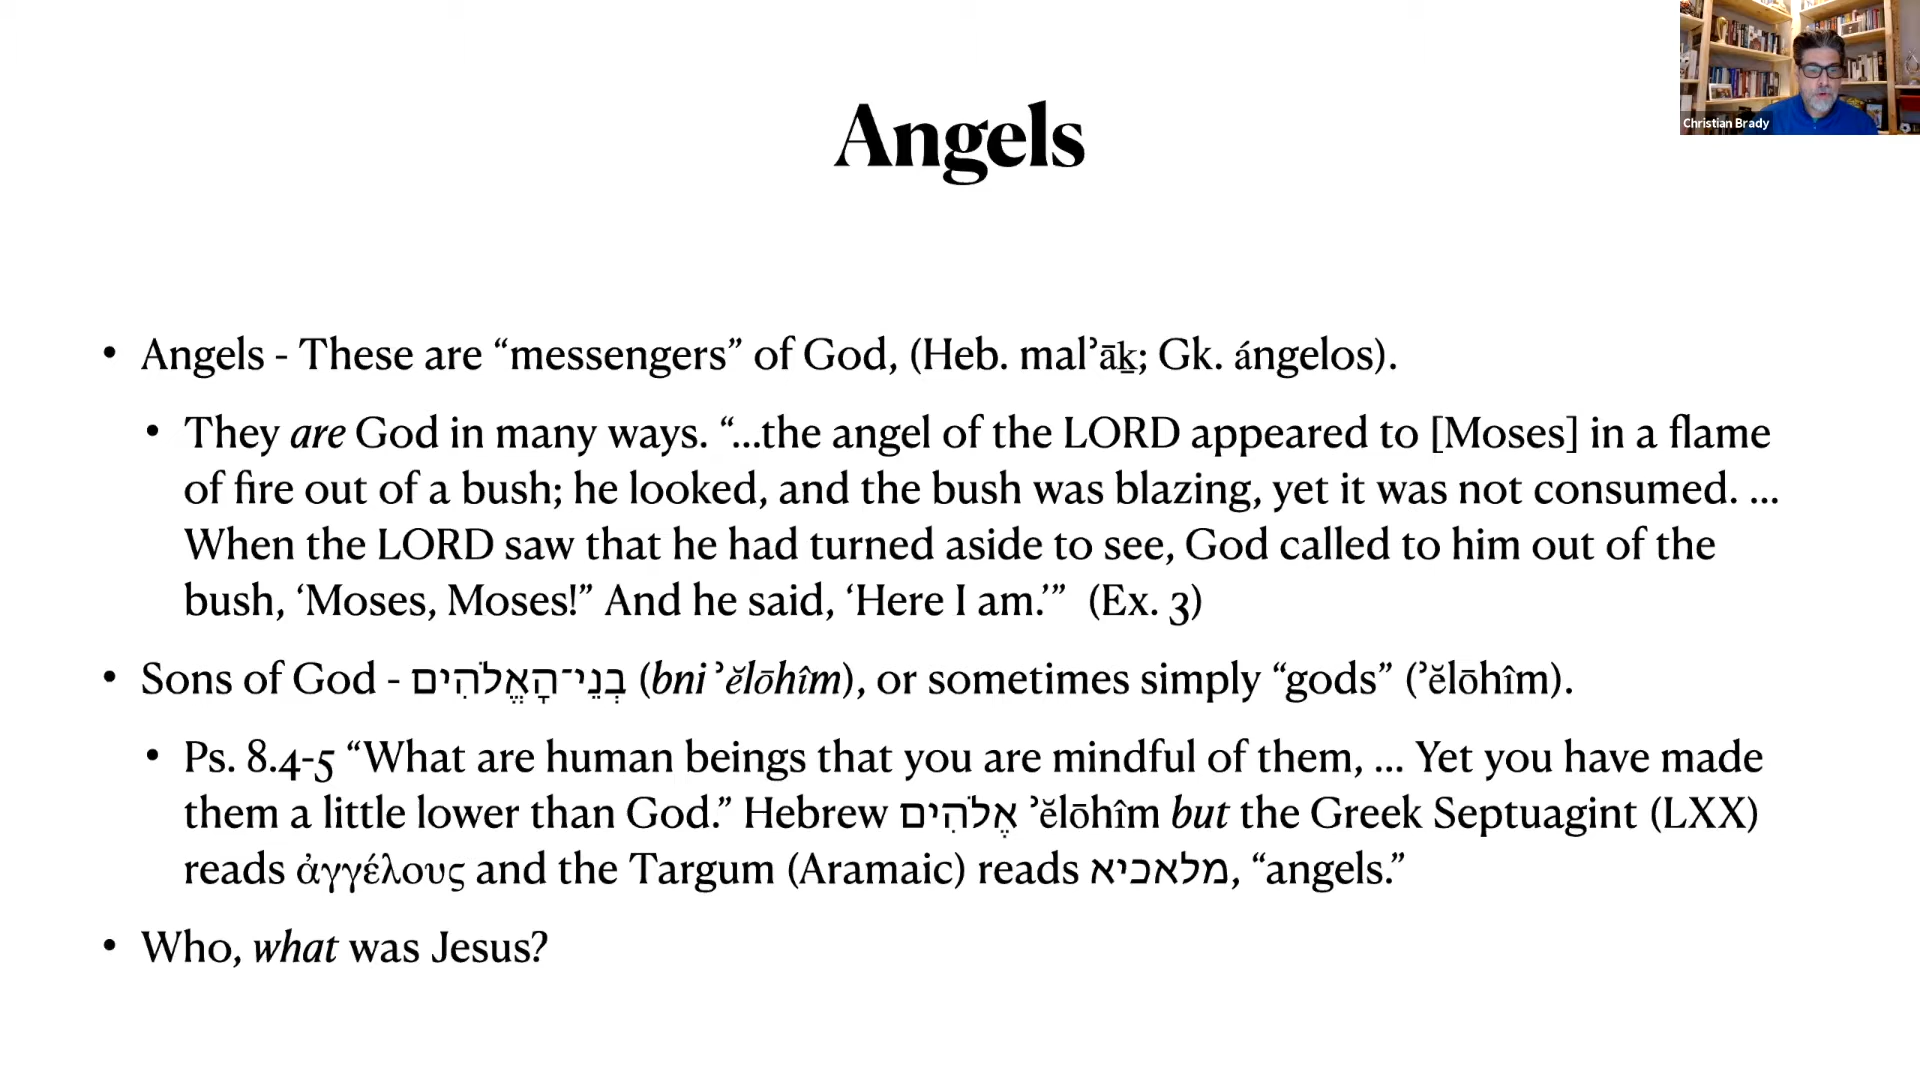 Christian Brady
Angels
• Angels - These are “messengers” of God, (Heb. mal’āḵ; Gk. ángelos).
• They are God in many ways. “...the angel of the LORD appeared to [Moses] in a flame
of fire out of a bush; he looked, and the bush was blazing, yet it was not consumed. ...
When the LORD saw that he had turned aside to see, God called to him out of the
bush, ‘Moses, Moses!” And he said, ‘Here I am.’”  (Ex. 3)
• Sons of God - בְנֵי־הָאֱלֹהִים (bni ʾĕlōhîm), or sometimes simply “gods” (ʾĕlōhîm).
• Ps. 8.4-5 “What are human beings that you are mindful of them, ... Yet you have made
them a little lower than God.” Hebrew אֱלֹהִים ʾĕlōhîm but the Greek Septuagint (LXX)
reads ἀγγέλους and the Targum (Aramaic) reads מלאכיא, “angels.”
• Who, what was Jesus?